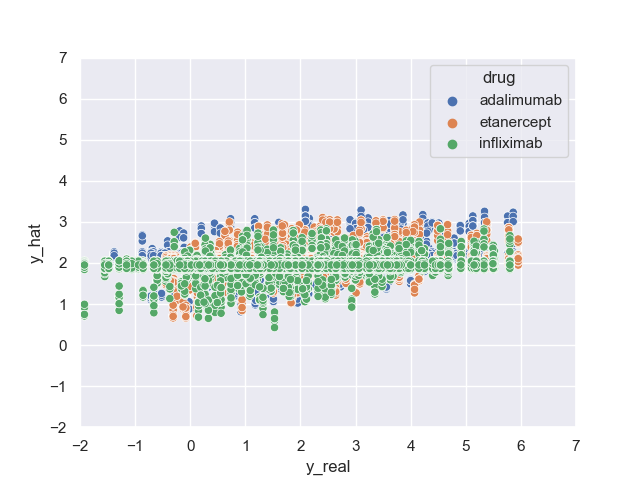 7
6
5
4
3
2
1
0
−1
−2
y_hat
drug
adalimumab
etanercept
infliximab
−2 −1 0 1 2 3 4 5 6 7
y_real